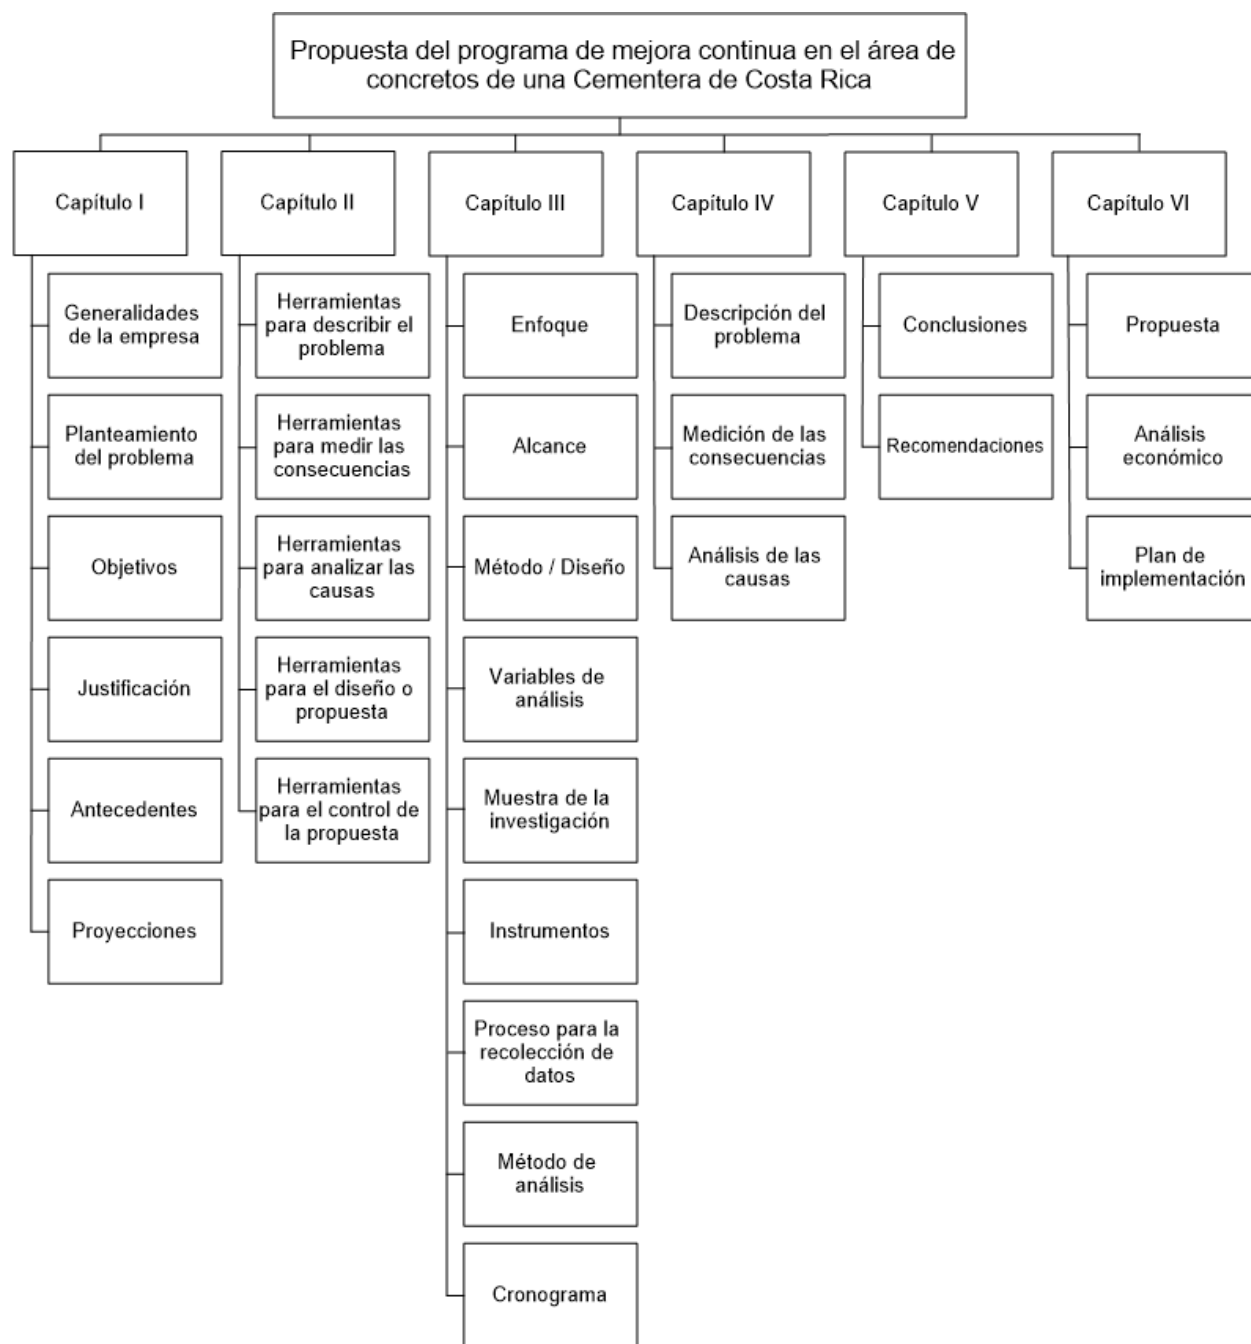 Propuesta del programa de mejora continua en el área de
concretos de una Cementera de Costa Rica
Capítulo I
Capítulo II
Capítulo III
Capítulo IV
Capítulo V
Capítulo VI
Generalidades
de la empresa
Planteamiento
del problema
Objetivos
Justificación
Antecedentes
Proyecciones
Herramientas
para describir el
problema
Herramientas
para medir las
consecuencias
Herramientas
para analizar las
causas
Herramientas
para el diseño o
propuesta
Herramientas
para el control de
la propuesta
Enfoque
Alcance
Método / Diseño
Variables de
análisis
Muestra de la
investigación
Instrumentos
Proceso para la
recolección de
datos
Método de
análisis
Cronograma
Descripción del
problema
Medición de las
consecuencias
Análisis de las
causas
Conclusiones
Recomendaciones
Propuesta
Análisis
económico
Plan de
implementación